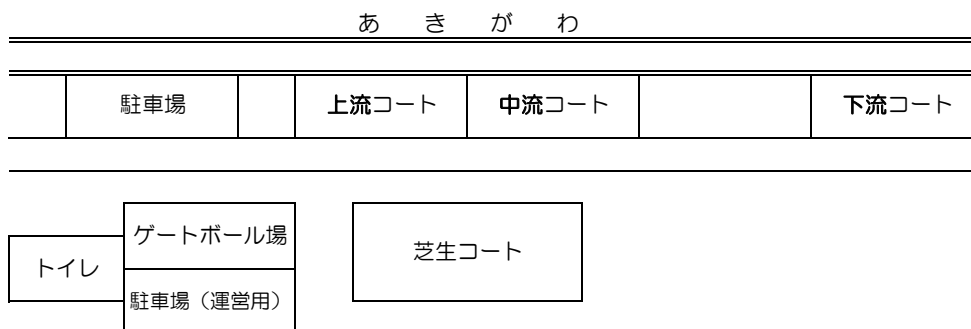 あきがわ
駐車場
上流コート
中流コート
下流コート
ゲートボール場
トイレ
駐車場（運営用）
芝生コート